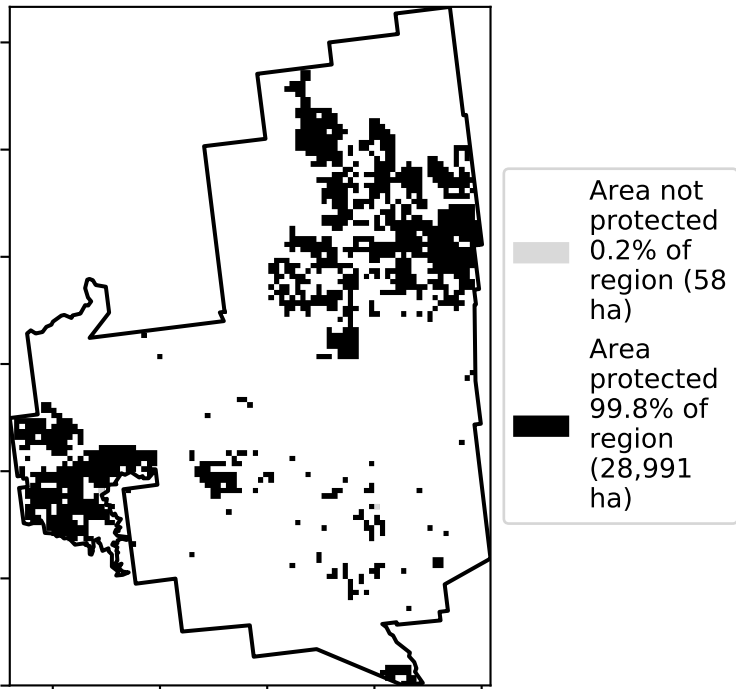 Area not
protected
0.2% of
region (58
ha)
Area
protected
99.8% of
region
(28,991
ha)